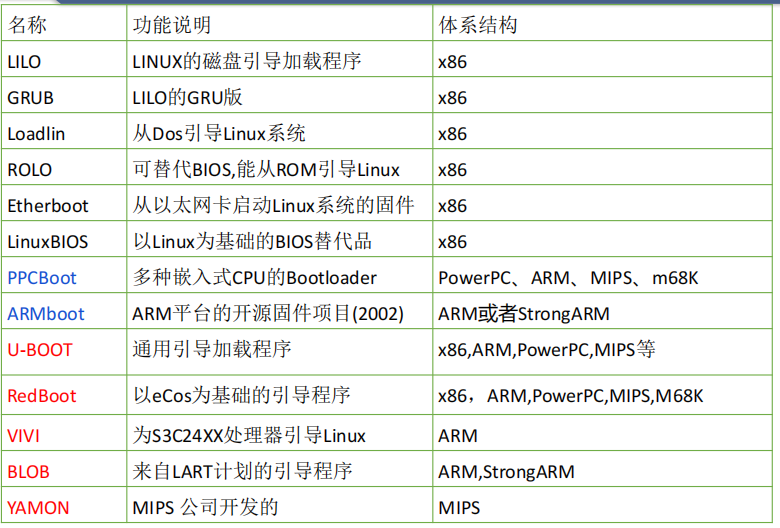 名称 功能说明 体系结构
LILO LINUX的磁盘引导加载程序 x86
GRUB LILO的GRU版 x86
Loadlin 从Dos引导Linux系统 x86
ROLO 可替代BIOS,能从ROM引导Linux x86
Etherboot 从以太网卡启动Linux系统的固件 x86
LinuxBIOS 以Linux为基础的BIOS替代品 x86
PPCBoot 多种嵌入式CPU的Bootloader PowerPC、ARM、MIPS、m68K
ARMboot ARM平台的开源固件项目(2002) ARM或者StrongARM
U-BOOT 通用引导加载程序 x86,ARM,PowerPC,MIPS等
RedBoot 以eCos为基础的引导程序 x86，ARM,PowerPC,MIPS,M68K
VIVI 为S3C24XX处理器引导Linux ARM
BLOB 来自LART计划的引导程序 ARM,StrongARM
YAMON MIPS 公司开发的 MIPS